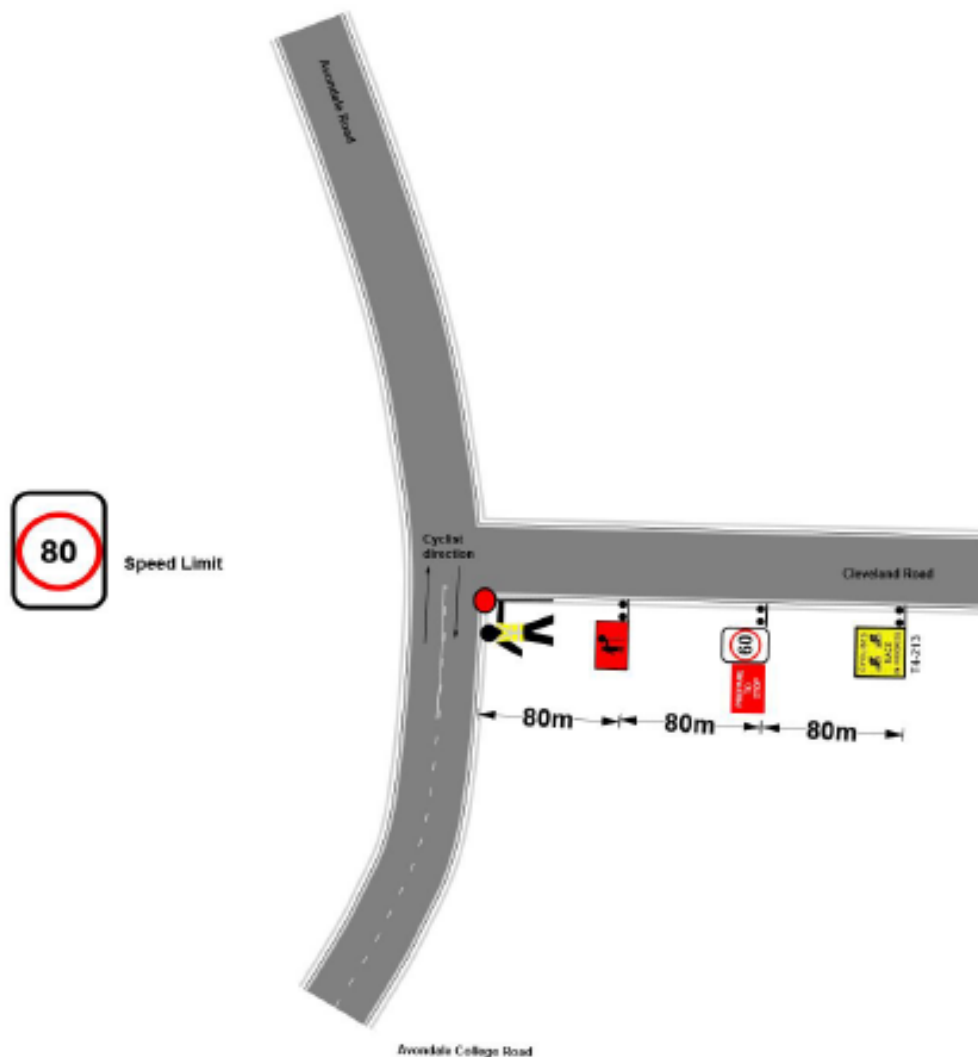 Avondale Road
80
Speed Limit
Cyclist
direction
Cleveland Road
60
PREPARE
TO
STOP
CYCLISTS
RACE
IN PROGRESS
T4-213
80m
80m
80m
Avondale College Road